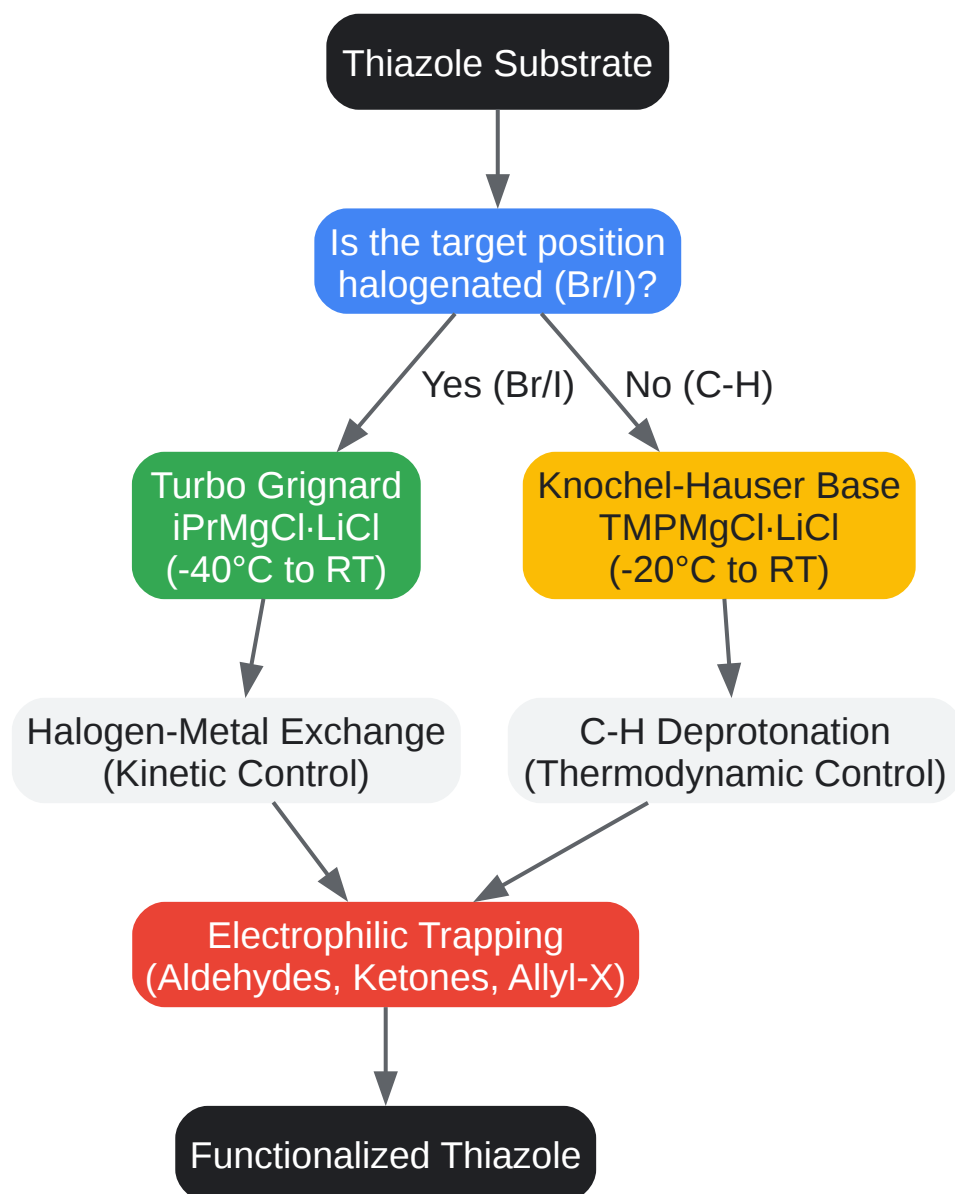 Thiazole Substrate
Is the target position
halogenated (Br/I)?
Yes (Br/I)
No (C-H)
Turbo Grignard
iPrMgCl·LiCl
(-40°C to RT)
Knochel-Hauser Base
TMPMgCl·LiCl
(-20°C to RT)
Halogen-Metal Exchange
(Kinetic Control)
C-H Deprotonation
(Thermodynamic Control)
Electrophilic Trapping
(Aldehydes, Ketones, Allyl-X)
Functionalized Thiazole